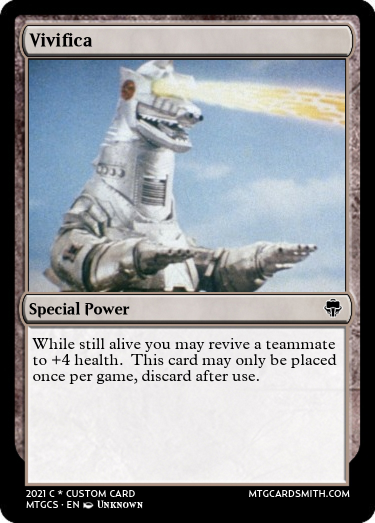 Vivifica
Special Power
While still alive you may revive a teammate
to +4 health.  This card may only be placed
once per game, discard after use.
2021 C * CUSTOM CARD
MTGCS · EN Unknown
MTGCARDSMITH.COM